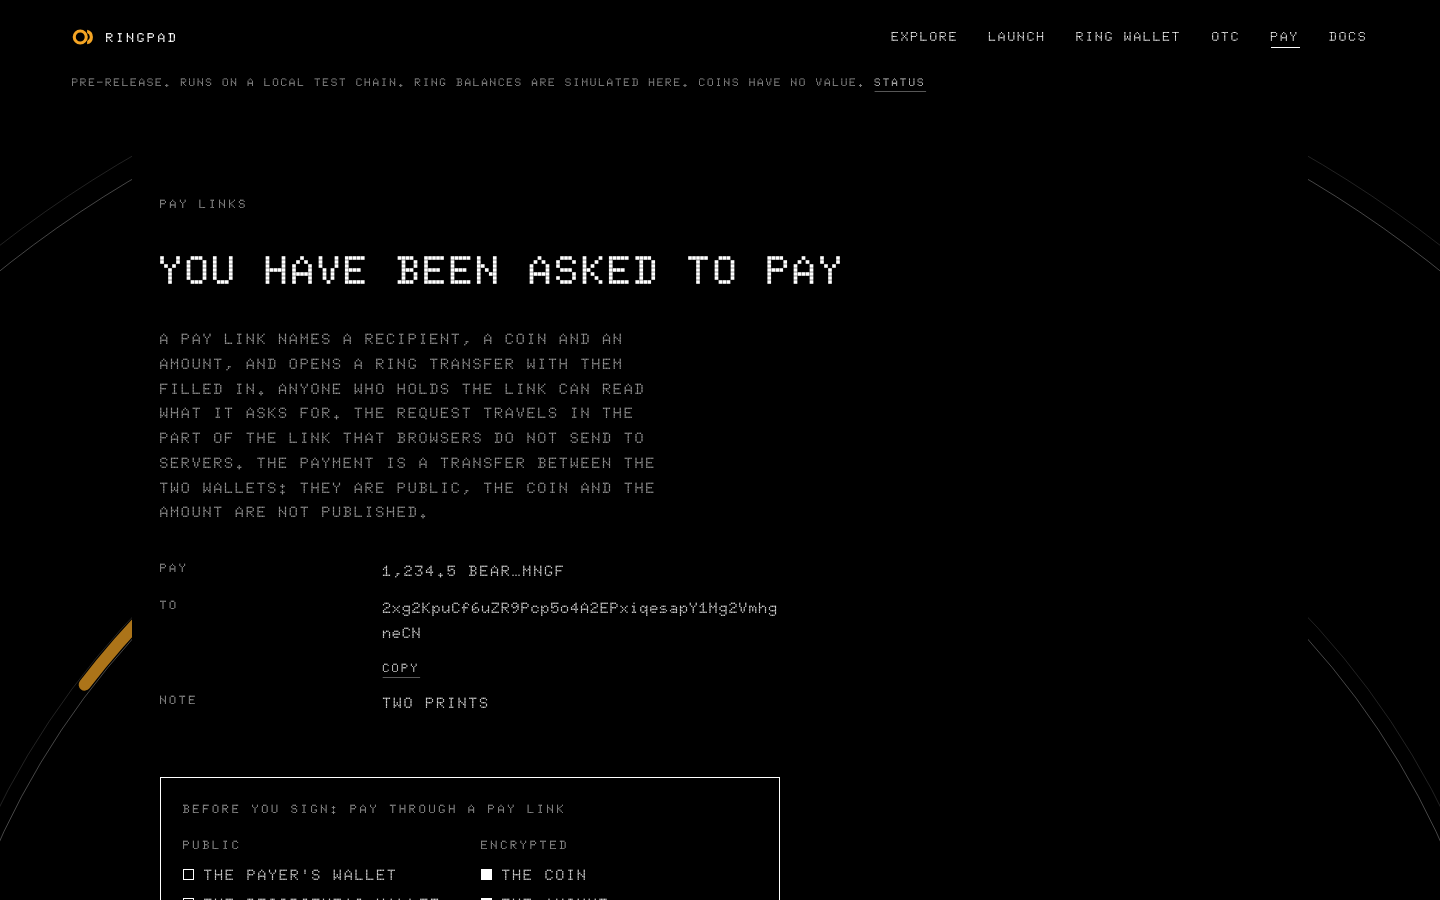 RINGPAD
EXPLORE LAUNCH RING WALLET OTC PAY DOCS
PRE-RELEASE. RUNS ON A LOCAL TEST CHAIN. RING BALANCES ARE SIMULATED HERE. COINS HAVE NO VALUE. STATUS
PAY LINKS
YOU HAVE BEEN ASKED TO PAY
A PAY LINK NAMES A RECIPIENT, A COIN AND AN
AMOUNT, AND OPENS A RING TRANSFER WITH THEM
FILLED IN. ANYONE WHO HOLDS THE LINK CAN READ
WHAT IT ASKS FOR. THE REQUEST TRAVELS IN THE
PART OF THE LINK THAT BROWSERS DO NOT SEND TO
SERVERS. THE PAYMENT IS A TRANSFER BETWEEN THE
TWO WALLETS: THEY ARE PUBLIC, THE COIN AND THE
AMOUNT ARE NOT PUBLISHED.
PAY 1,234.5 BEAR…MNGF
TO 2xg2KpuCf6uZR9Pcp5o4A2EPxiqesapY1Mg2Vmhg
neCN
COPY
NOTE TWO PRINTS
BEFORE YOU SIGN: PAY THROUGH A PAY LINK
PUBLIC ENCRYPTED
THE PAYER'S WALLET THE COIN